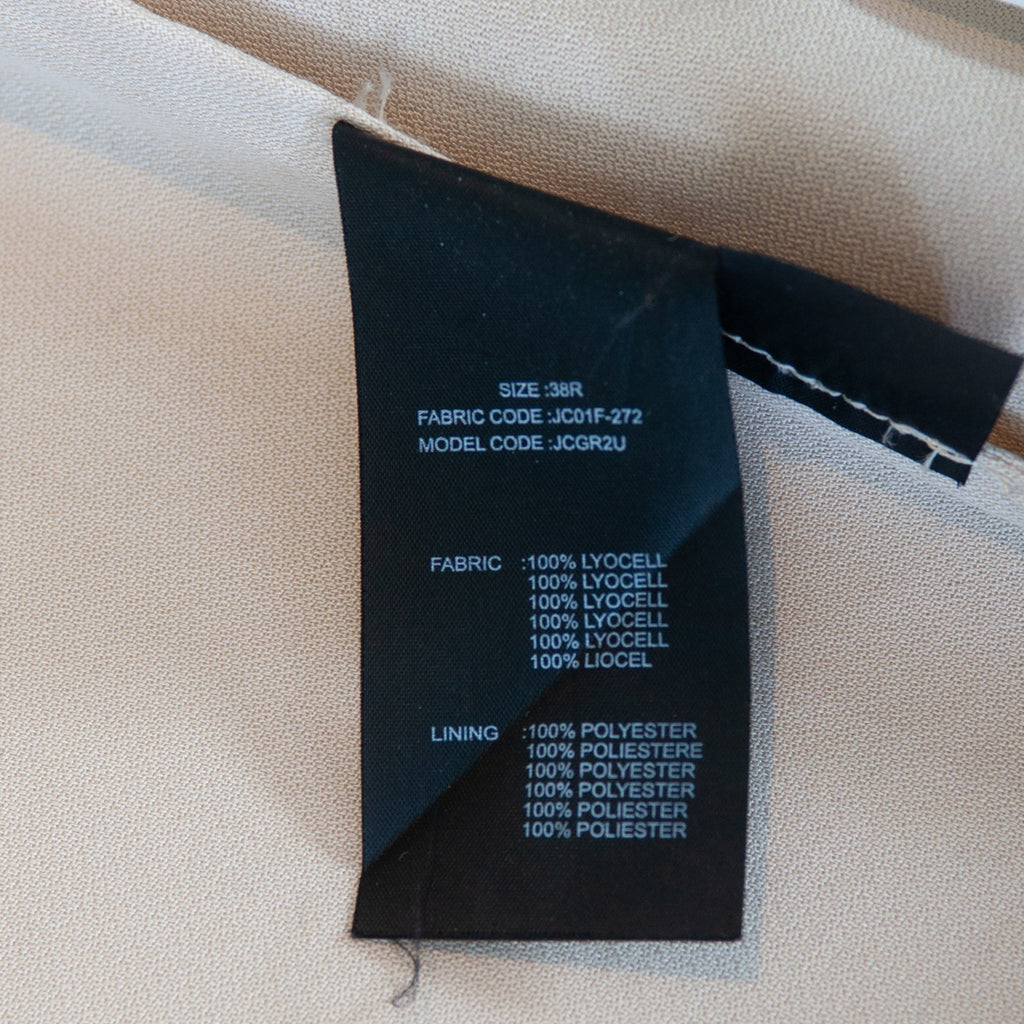 SIZE :38R
FABRIC CODE :JC01F-272
MODEL CODE :JCGR2U
FABRIC :100% LYOCELL
100% LYOCELL
100% LYOCELL
100% LYOCELL
100% LYOCELL
100% LIOCEL
LINING :100% POLYESTER
100% POLIESTERE
100% POLYESTER
100% POLYESTER
100% POLIESTER
100% POLIESTER